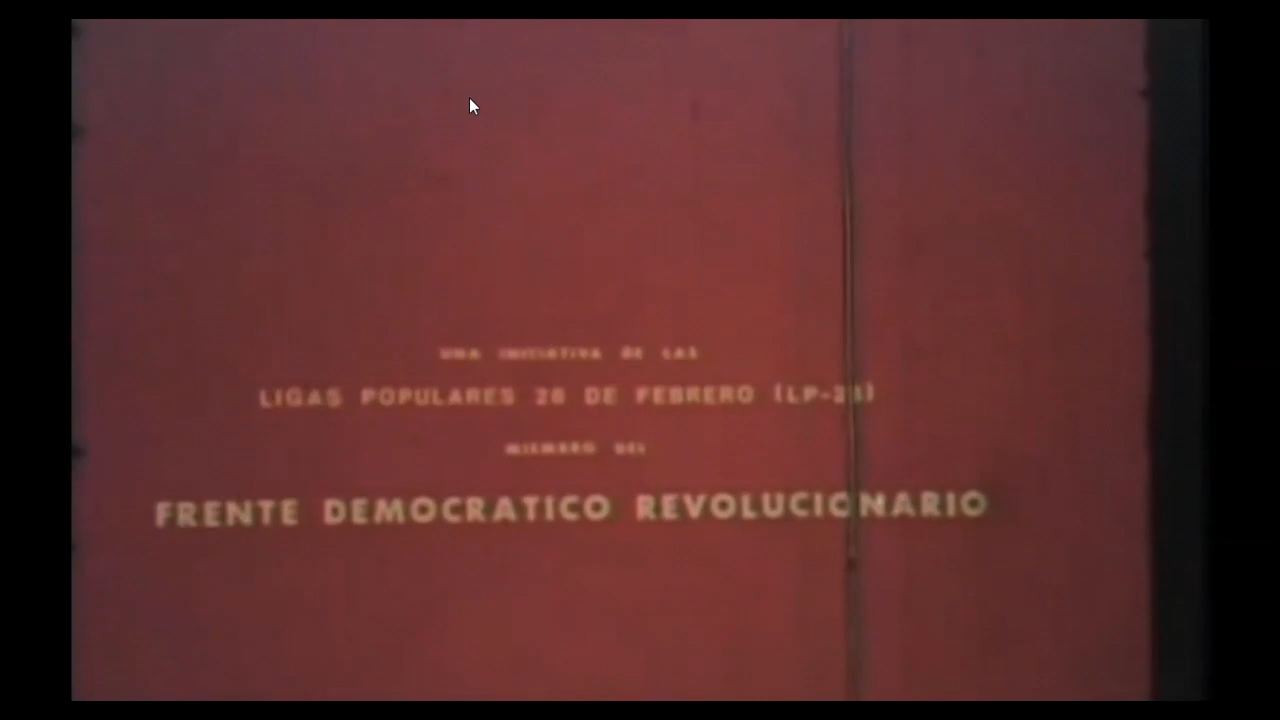 UNA INICIATIVA DE LAS
LIGAS POPULARES 28 DE FEBRERO (LP-28)
MIEMBRO DEL
FRENTE DEMOCRATICO REVOLUCIONARIO